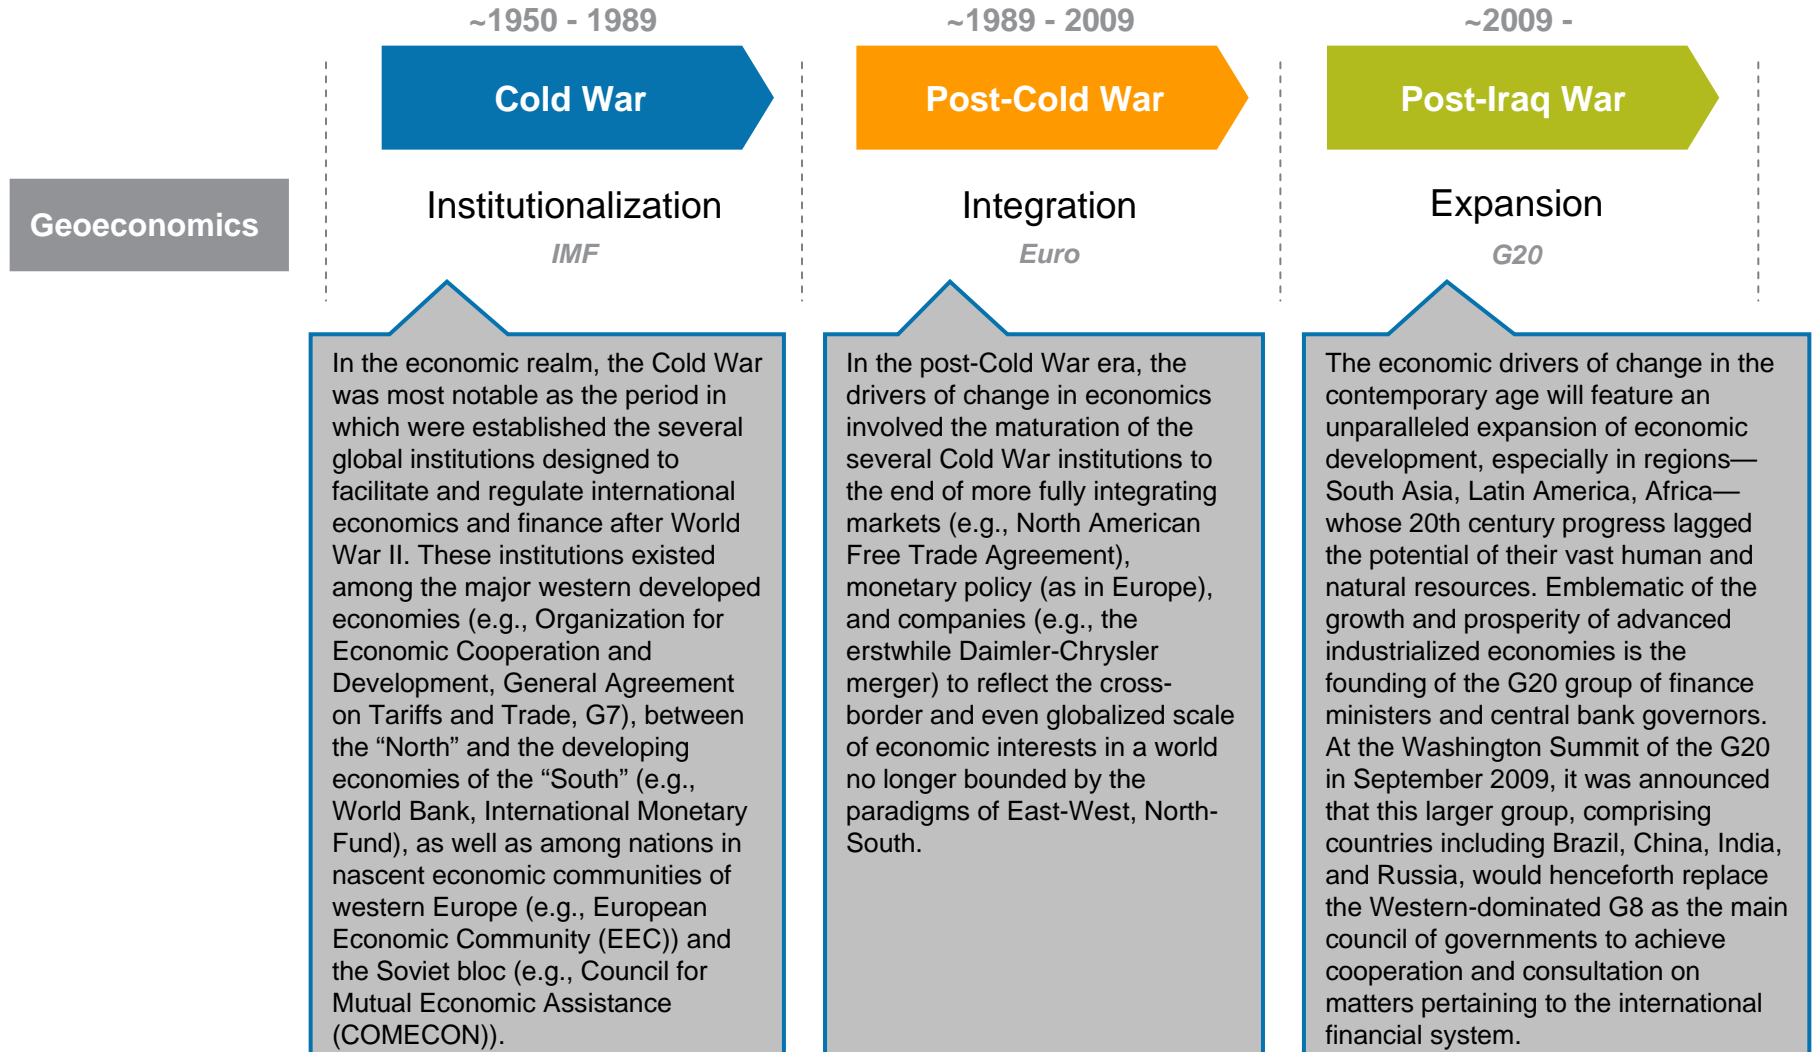 ~1950 - 1989
~1989 - 2009
~2009 -
Cold War
Post-Cold War
Post-Iraq War
Geoeconomics
Institutionalization
IMF
Integration
Euro
Expansion
G20
In the economic realm, the Cold War
was most notable as the period in
which were established the several
global institutions designed to
facilitate and regulate international
economics and finance after World
War II. These institutions existed
among the major western developed
economies (e.g., Organization for
Economic Cooperation and
Development, General Agreement
on Tariffs and Trade, G7), between
the “North” and the developing
economies of the “South” (e.g.,
World Bank, International Monetary
Fund), as well as among nations in
nascent economic communities of
western Europe (e.g., European
Economic Community (EEC)) and
the Soviet bloc (e.g., Council for
Mutual Economic Assistance
(COMECON)).
In the post-Cold War era, the
drivers of change in economics
involved the maturation of the
several Cold War institutions to
the end of more fully integrating
markets (e.g., North American
Free Trade Agreement),
monetary policy (as in Europe),
and companies (e.g., the
erstwhile Daimler-Chrysler
merger) to reflect the cross-
border and even globalized scale
of economic interests in a world
no longer bounded by the
paradigms of East-West, North-
South.
The economic drivers of change in the
contemporary age will feature an
unparalleled expansion of economic
development, especially in regions—
South Asia, Latin America, Africa—
whose 20th century progress lagged
the potential of their vast human and
natural resources. Emblematic of the
growth and prosperity of advanced
industrialized economies is the
founding of the G20 group of finance
ministers and central bank governors.
At the Washington Summit of the G20
in September 2009, it was announced
that this larger group, comprising
countries including Brazil, China, India,
and Russia, would henceforth replace
the Western-dominated G8 as the main
council of governments to achieve
cooperation and consultation on
matters pertaining to the international
financial system.